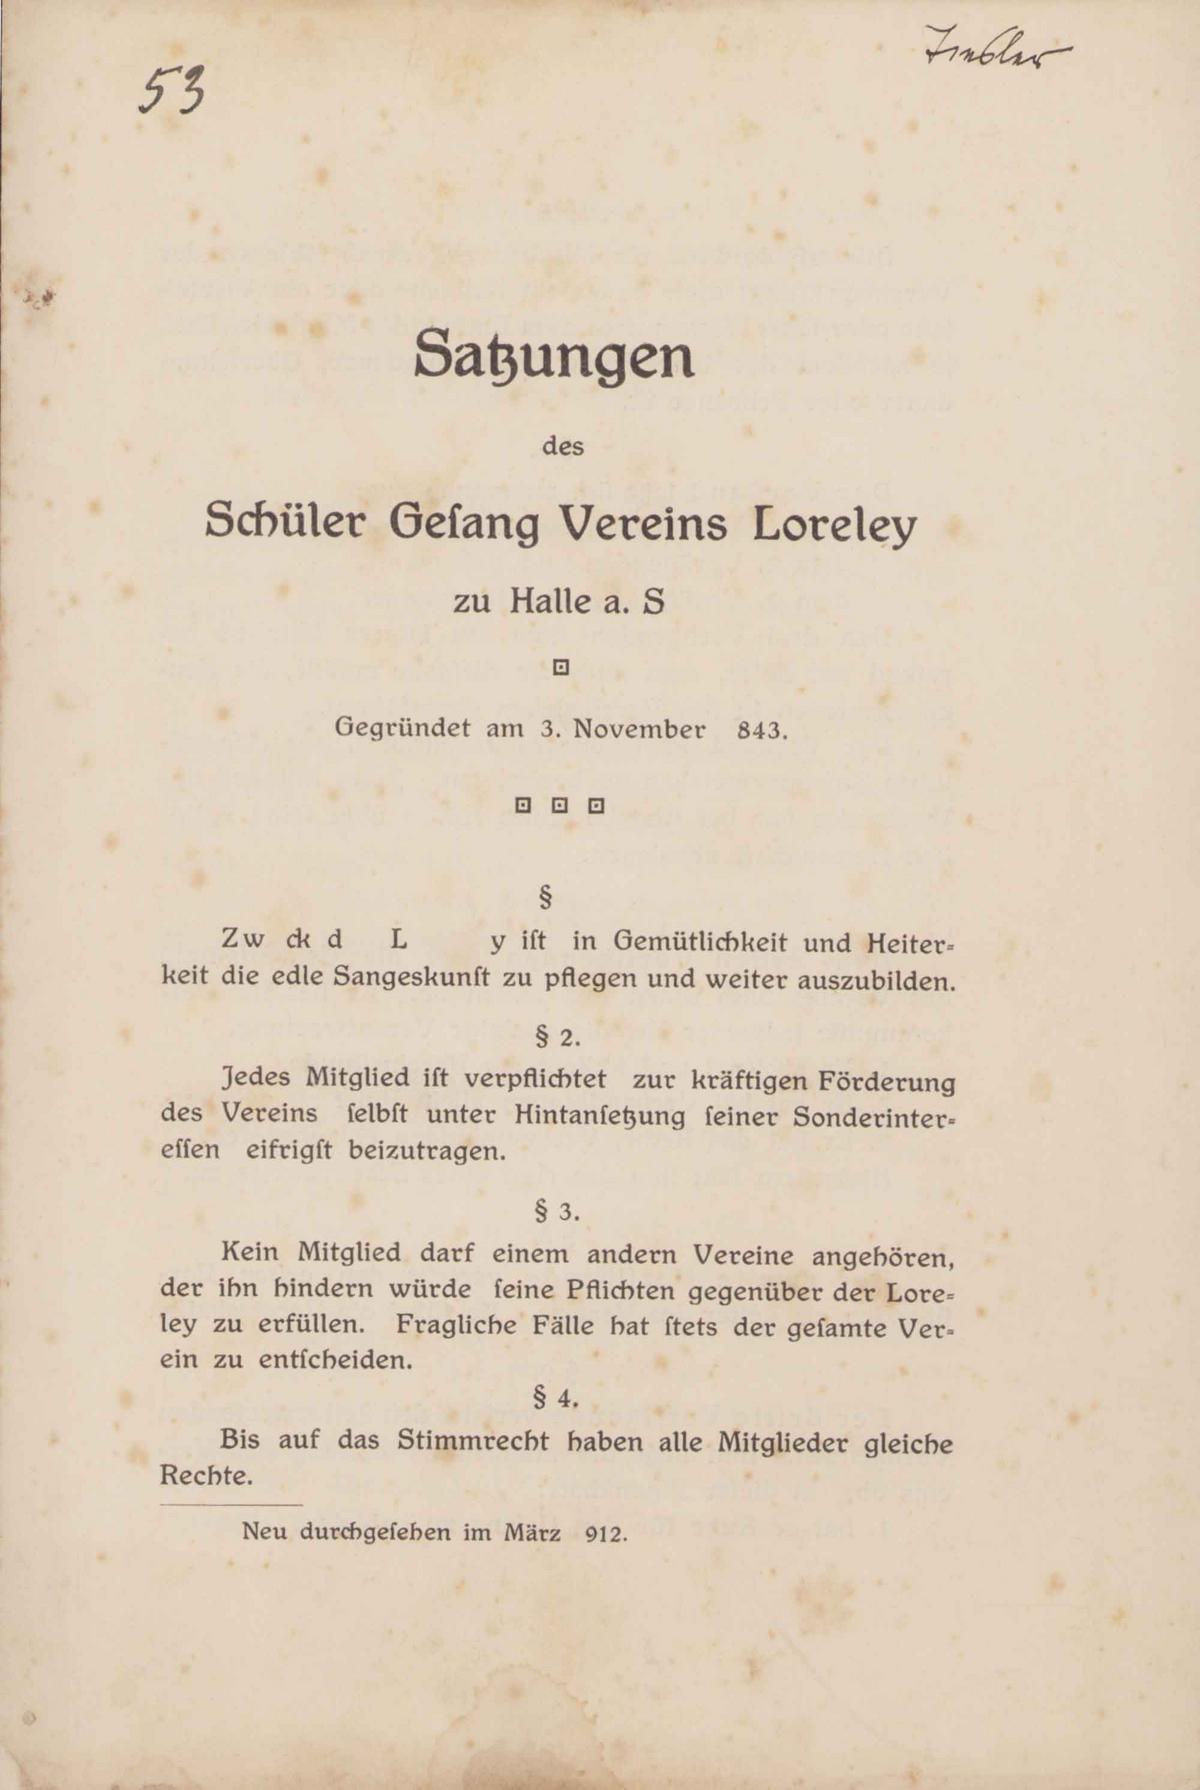 53
Satzungen
des
Schüler Geſang Vereins Loreley
zu Halle a. S
Gegründet am 3. November 843.
§
Zw ck d L y iſt in Gemütlichkeit und Heiter=
keit die edle Sangeskunſt zu pflegen und weiter auszubilden.
§ 2.
Jedes Mitglied iſt verpflichtet zur kräftigen Förderung
des Vereins ſelbſt unter Hintanſetzung ſeiner Sonderinter=
eſſen eifrigſt beizutragen.
§ 3.
Kein Mitglied darf einem andern Vereine angehören,
der ihn hindern würde ſeine Pflichten gegenüber der Lore=
ley zu erfüllen. Fragliche Fälle hat ſtets der geſamte Ver=
ein zu entſcheiden.
§ 4.
Bis auf das Stimmrecht haben alle Mitglieder gleiche
Rechte.
Neu durchgeſehen im März 912.